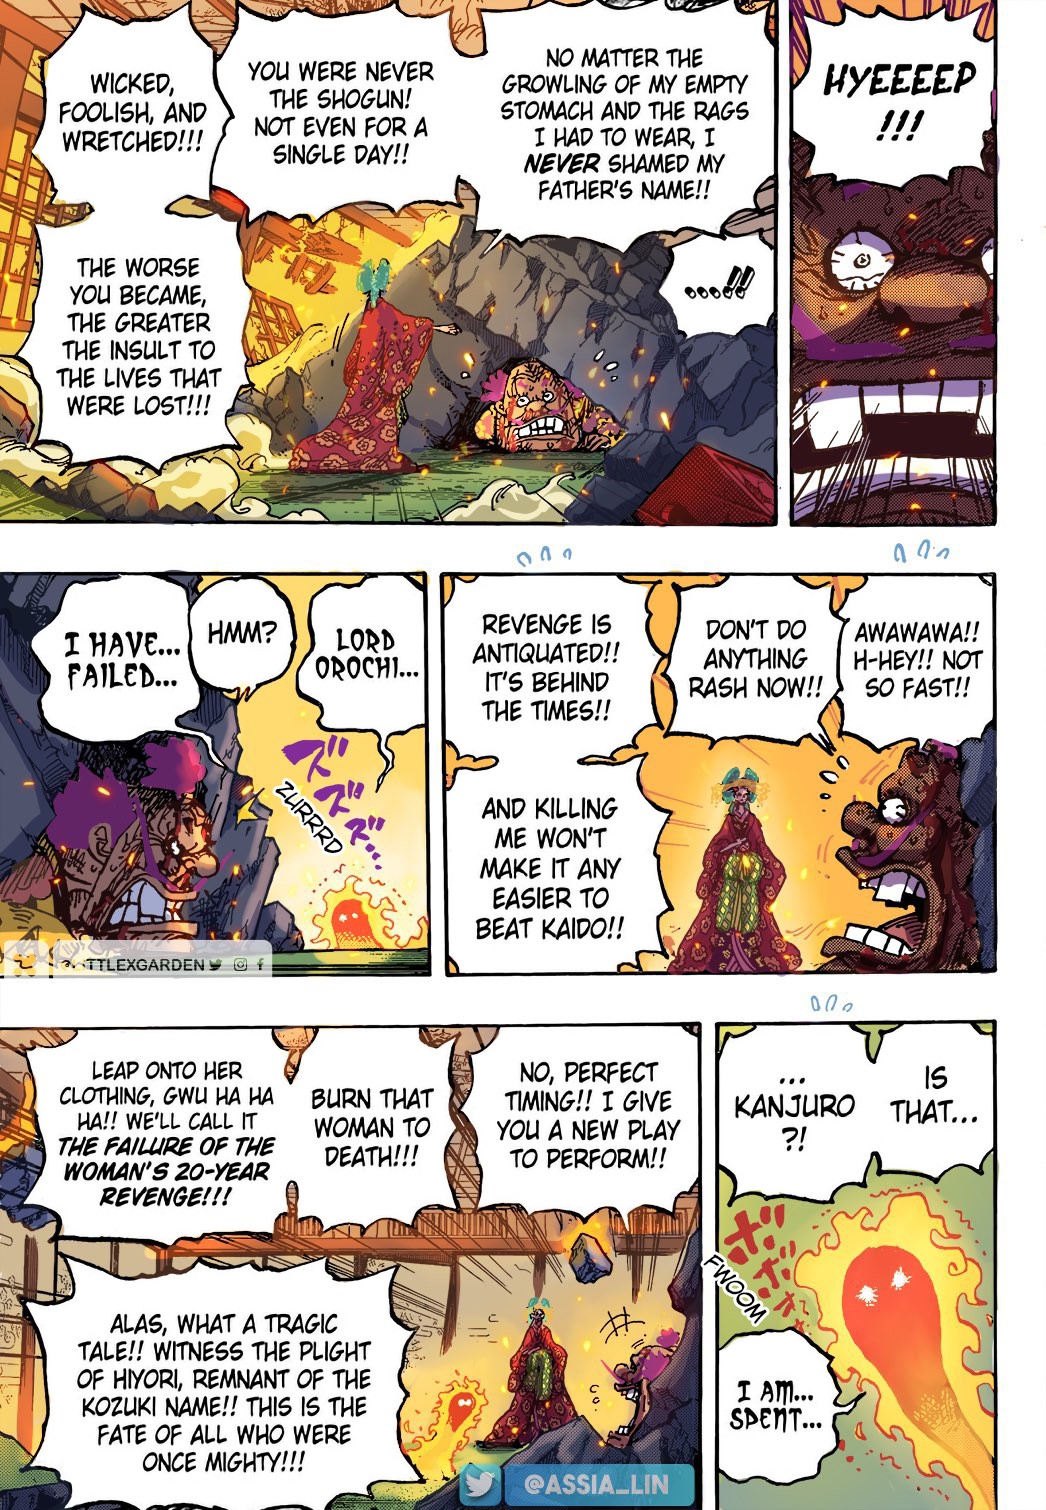 HYEEEEP
!!!
NO MATTER THE
GROWLING OF MY EMPTY
STOMACH AND THE RAGS
I HAD TO WEAR, I
NEVER SHAMED MY
FATHER'S NAME!!
....!!
YOU WERE NEVER
THE SHOGUN!
NOT EVEN FOR A
SINGLE DAY!!
WICKED,
FOOLISH, AND
WRETCHED!!!
THE WORSE
YOU BECAME,
THE GREATER
THE INSULT TO
THE LIVES THAT
WERE LOST!!!
AWAWAWA!!
H-HEY!! NOT
SO FAST!!
DON'T DO
ANYTHING
RASH NOW!!
REVENGE IS
ANTIQUATED!!
IT'S BEHIND
THE TIMES!!
AND KILLING
ME WON'T
MAKE IT ANY
EASIER TO
BEAT KAIDO!!
LORD
OROCHI...
HMM?
I HAVE...
FAILED...
ズズズ...
ZURRRD
TTLEXGARDEN
IS
THAT...
...
KANJURO
?!
ボボボ..
FWOOM
I AM...
SPENT...
NO, PERFECT
TIMING!! I GIVE
YOU A NEW PLAY
TO PERFORM!!
BURN THAT
WOMAN TO
DEATH!!!
LEAP ONTO HER
CLOTHING, GWU HA HA
HA!! WE'LL CALL IT
THE FAILURE OF THE
WOMAN'S 20-YEAR
REVENGE!!!
ALAS, WHAT A TRAGIC
TALE!! WITNESS THE PLIGHT
OF HIYORI, REMNANT OF THE
KOZUKI NAME!! THIS IS THE
FATE OF ALL WHO WERE
ONCE MIGHTY!!!
@ASSIA_LIN